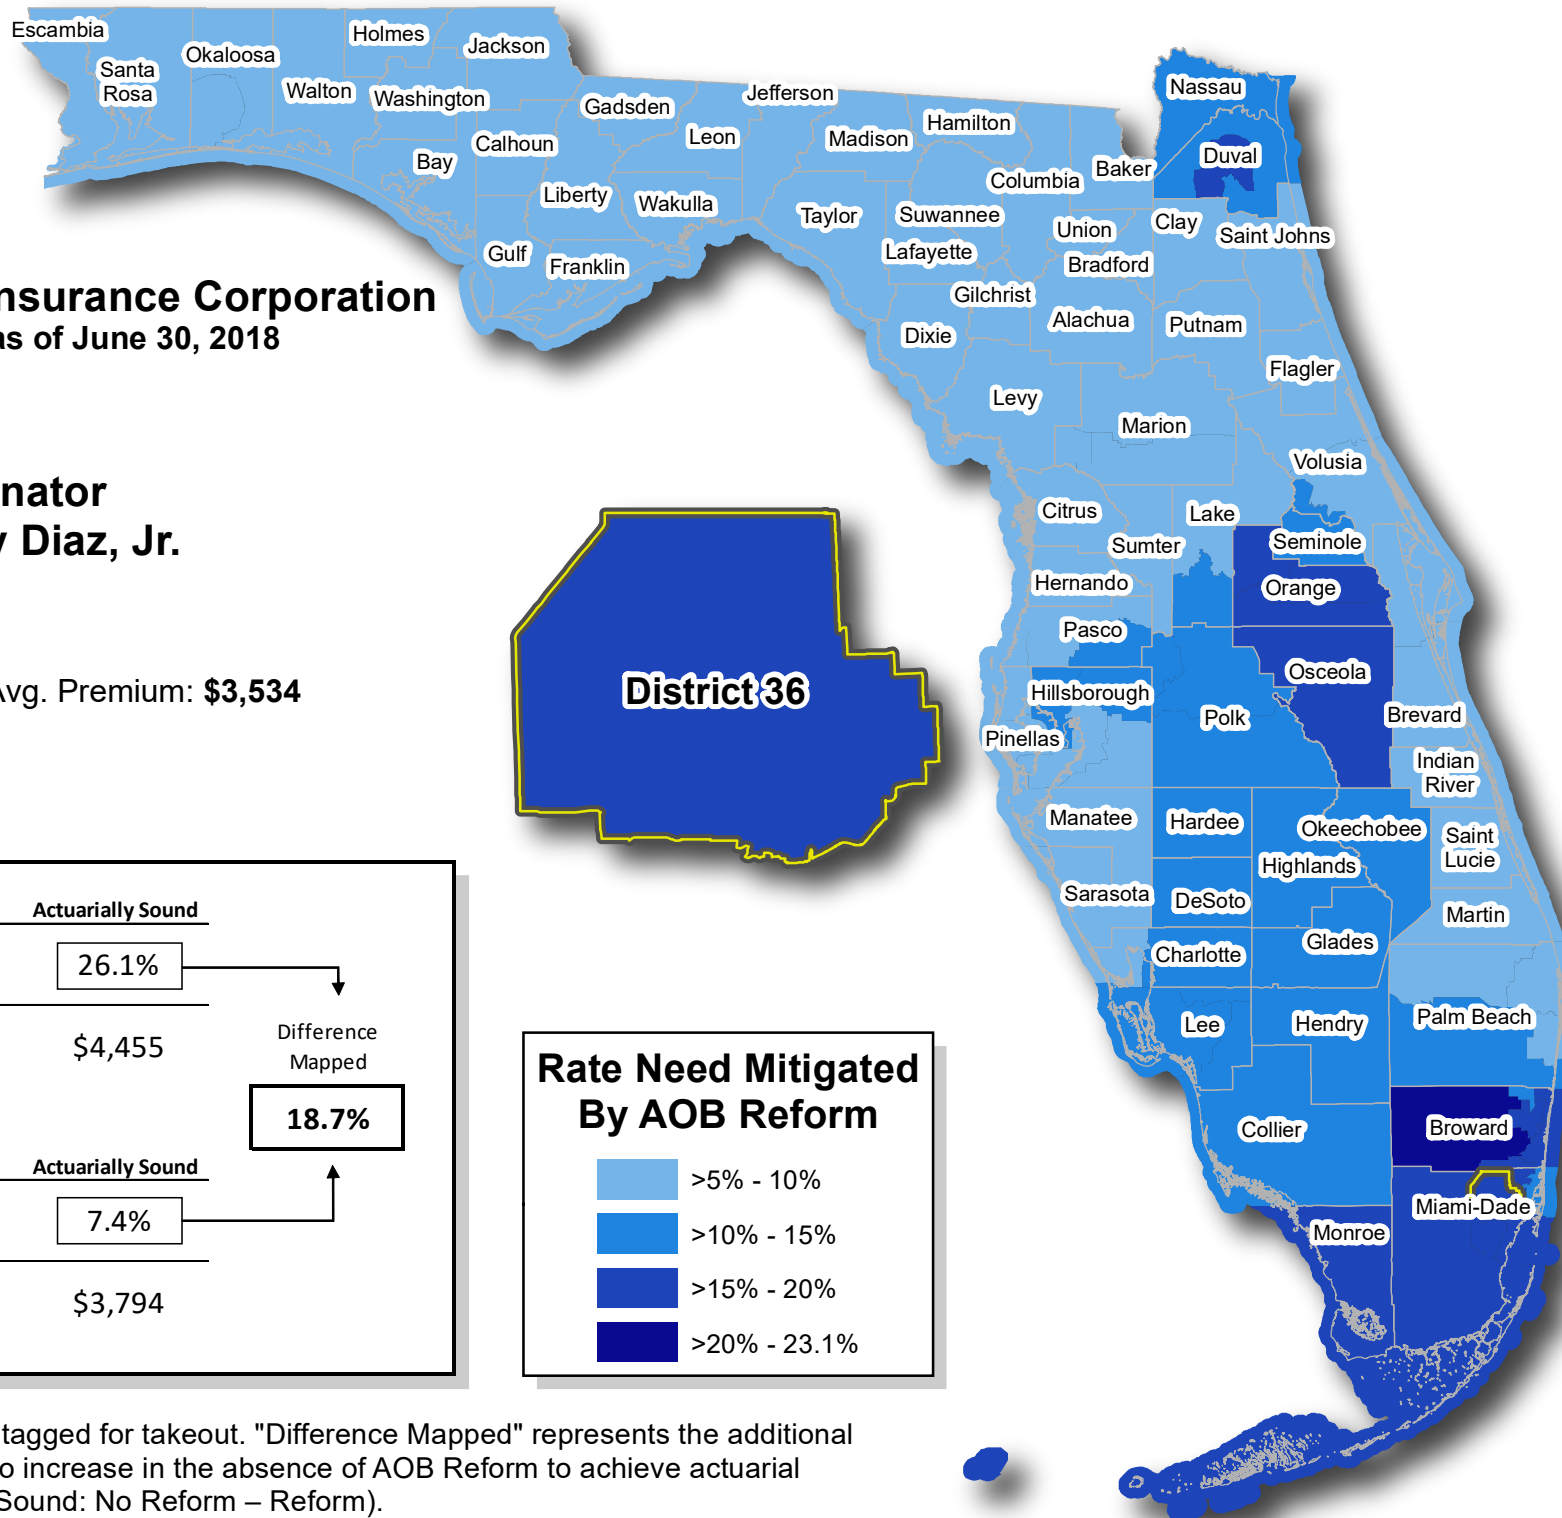 Escambia
Santa
Rosa
Okaloosa
Walton
Holmes
Washington
Jackson
Bay
Calhoun
Gulf
Gadsden
Liberty
Franklin
Leon
Wakulla
Jefferson
Madison
Taylor
Hamilton
Suwannee
Lafayette
Columbia
Baker
Nassau
Duval
Union
Bradford
Clay
Saint Johns
Gilchrist
Dixie
Alachua
Putnam
Flagler
Levy
Marion
Volusia
Citrus
Lake
Sumter
Seminole
Hernando
Orange
Pasco
Osceola
Hillsborough
Polk
Pinellas
Brevard
Indian
River
Manatee
Hardee
Okeechobee
Saint
Lucie
Highlands
Sarasota
DeSoto
Martin
Charlotte
Glades
Lee
Hendry
Palm Beach
Collier
Broward
Miami-Dade
Monroe
nsurance Corporation
as of June 30, 2018
nator
Diaz, Jr.
Avg. Premium: $3,534
District 36
Actuarially Sound
26.1%
$4,455
Difference
Mapped
18.7%
Actuarially Sound
7.4%
$3,794
Rate Need Mitigated
By AOB Reform
>5% - 10%
>10% - 15%
>15% - 20%
>20% - 23.1%
tagged for takeout. "Difference Mapped" represents the additional
o increase in the absence of AOB Reform to achieve actuarial
Sound: No Reform – Reform).